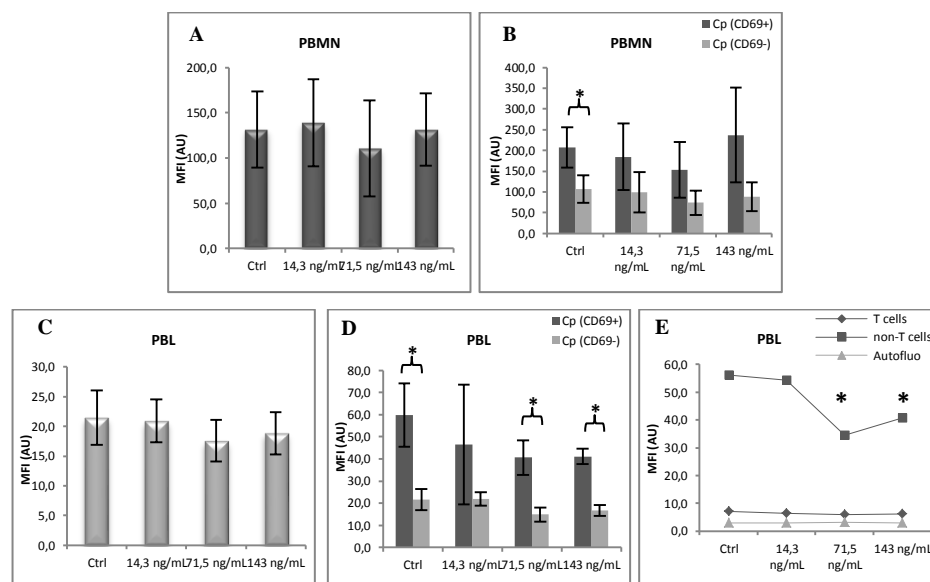 A
PBMN
200,0
150,0
100,0
50,0
0,0
MFI (AU)
Ctrl
14,3 ng/mL
71,5 ng/mL
143 ng/mL
B
Cp (CD69+)
Cp (CD69-)
PBMN
400,0
350,0
300,0
250,0
200,0
150,0
100,0
50,0
0,0
MFI (AU)
*
Ctrl
14,3
ng/mL
71,5
ng/mL
143 ng/mL
C
PBL
30,0
25,0
20,0
15,0
10,0
5,0
0,0
MFI (AU)
Ctrl
14,3 ng/mL
71,5 ng/mL
143 ng/mL
D
Cp (CD69+)
Cp (CD69-)
PBL
80,0
70,0
60,0
50,0
40,0
30,0
20,0
10,0
0,0
MFI (AU)
*
*
*
Ctrl
14,3 ng/mL
71,5 ng/mL
143 ng/mL
E
T cells
non-T cells
Autofluo
PBL
60,0
50,0
40,0
30,0
20,0
10,0
0,0
MFI (AU)
*
*
Ctrl
14,3
ng/mL
71,5
ng/mL
143 ng/mL